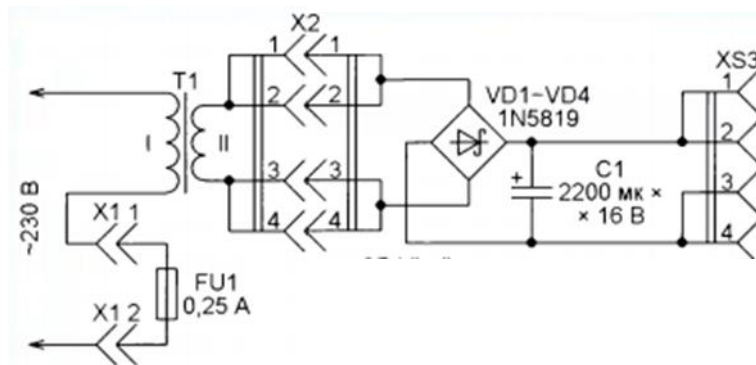 X2
XS3
T1
1 1
1
VD1~VD4
1N5819
2 2
2
I
II
C1
3 3
3
2200 мк ×
× 16 В
+
4 4
4
~230 В
X1 1
FU1
0,25 А
X1 2